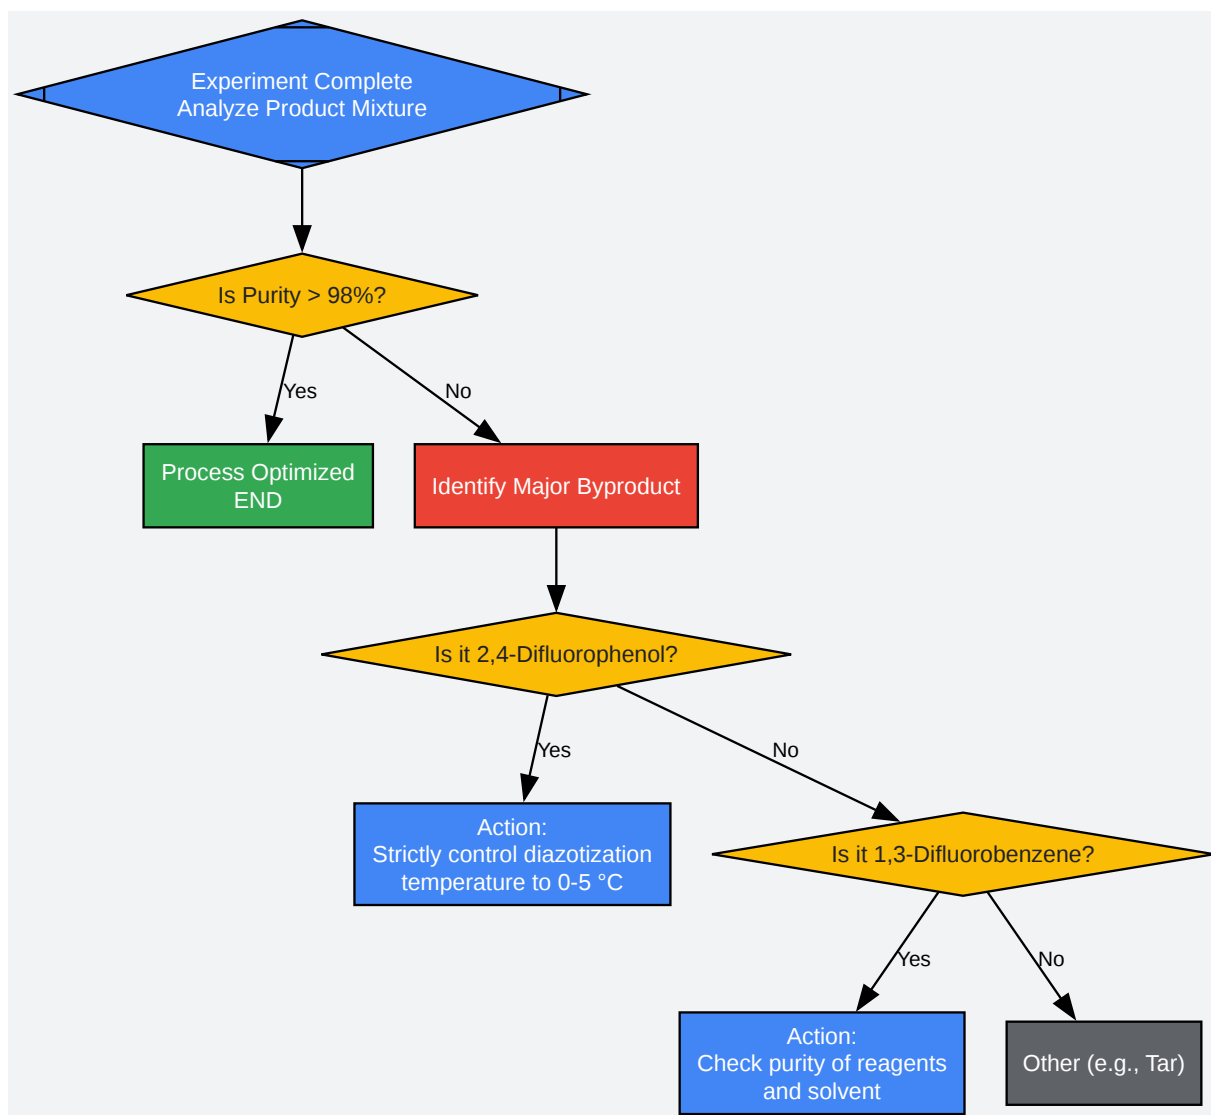 Experiment Complete
Analyze Product Mixture
Is Purity > 98%?
Yes
No
Process Optimized
END
Identify Major Byproduct
Is it 2,4-Difluorophenol?
Yes
No
Action:
Strictly control diazotization
temperature to 0-5 °C
Is it 1,3-Difluorobenzene?
Yes
No
Action:
Check purity of reagents
and solvent
Other (e.g., Tar)